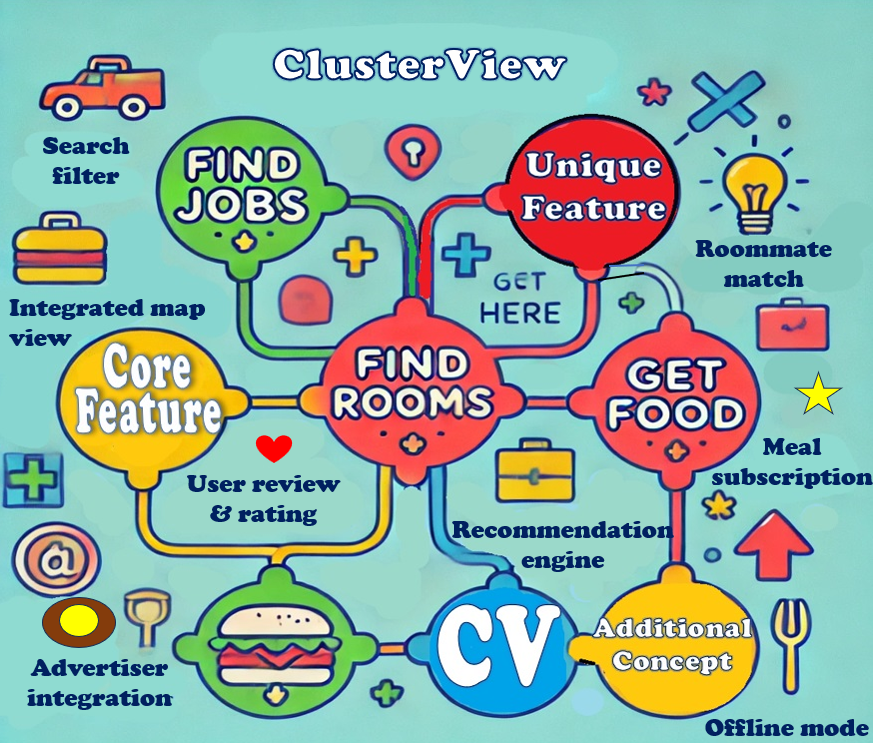 ClusterView
Search
filter
FIND
JOBS
Unique
Feature
Roommate
match
Integrated map
view
GET
HERE
Core
Feature
FIND
ROOMS
GET
FOOD
User review
& rating
Meal
subscription
Recommendation
engine
@
CV
Additional
Concept
Advertiser
integration
Offline mode